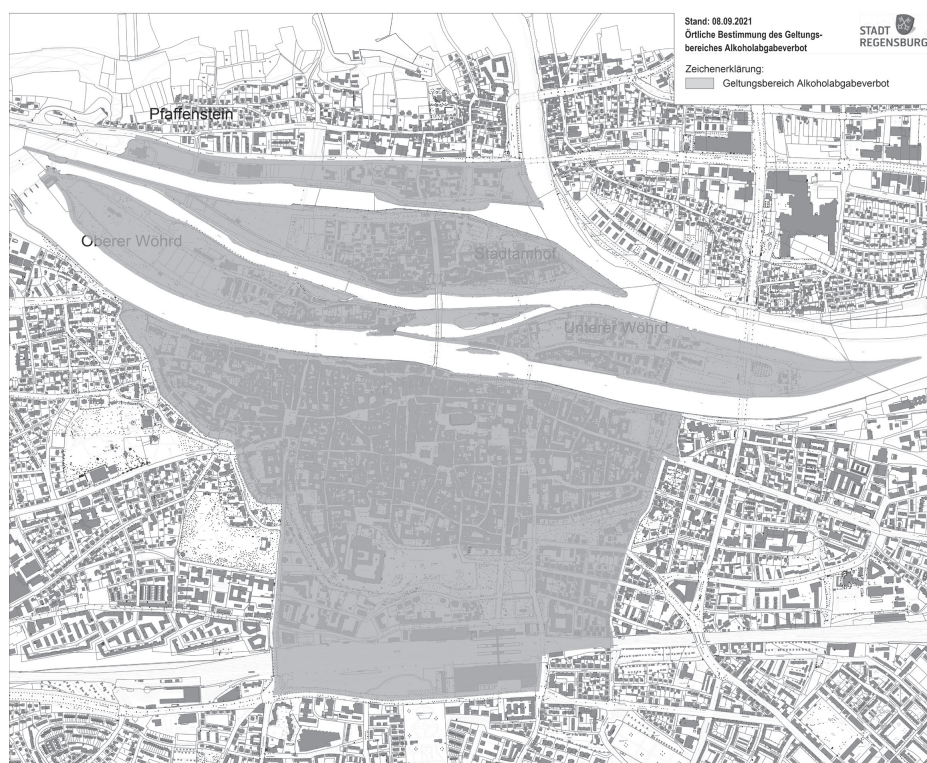 Stand: 08.09.2021
Örtliche Bestimmung des Geltungs-
bereiches Alkoholabgabeverbot
STADT
REGENSBURG
Zeichenerklärung:
Geltungsbereich Alkoholabgabeverbot
Pfaffenstein
Oberer Wöhrd
Stadtamhof
Unterer Wöhrd